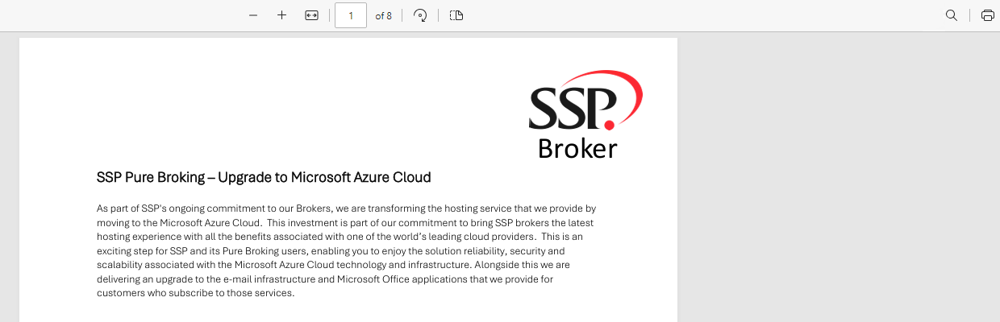 1 of 8
SSP.
Broker
SSP Pure Broking – Upgrade to Microsoft Azure Cloud
As part of SSP's ongoing commitment to our Brokers, we are transforming the hosting service that we provide by
moving to the Microsoft Azure Cloud.  This investment is part of our commitment to bring SSP brokers the latest
hosting experience with all the benefits associated with one of the world’s leading cloud providers.  This is an
exciting step for SSP and its Pure Broking users, enabling you to enjoy the solution reliability, security and
scalability associated with the Microsoft Azure Cloud technology and infrastructure. Alongside this we are
delivering an upgrade to the e-mail infrastructure and Microsoft Office applications that we provide for
customers who subscribe to those services.